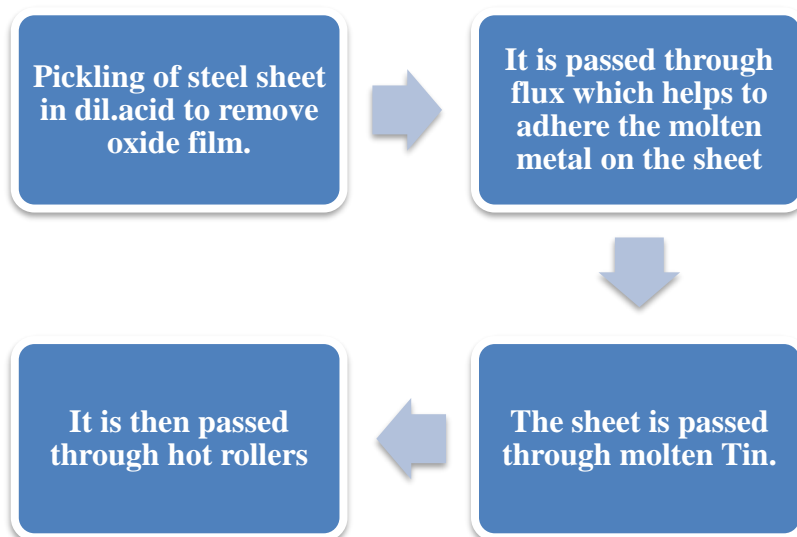 Pickling of steel sheet
in dil.acid to remove
oxide film.
It is passed through
flux which helps to
adhere the molten
metal on the sheet
The sheet is passed
through molten Tin.
It is then passed
through hot rollers